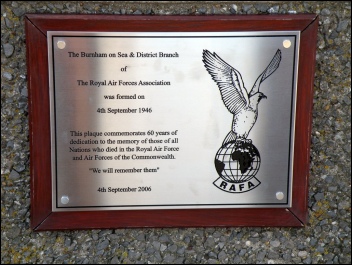 The Burnham on Sea & District Branch
of
The Royal Air Forces Association
was formed on
4th September 1946
This plaque commemorates 60 years of
dedication to the memory of those of all
Nations who died in the Royal Air Force
and Air Forces of the Commonwealth.
"We will remember them"
4th September 2006
RAFA